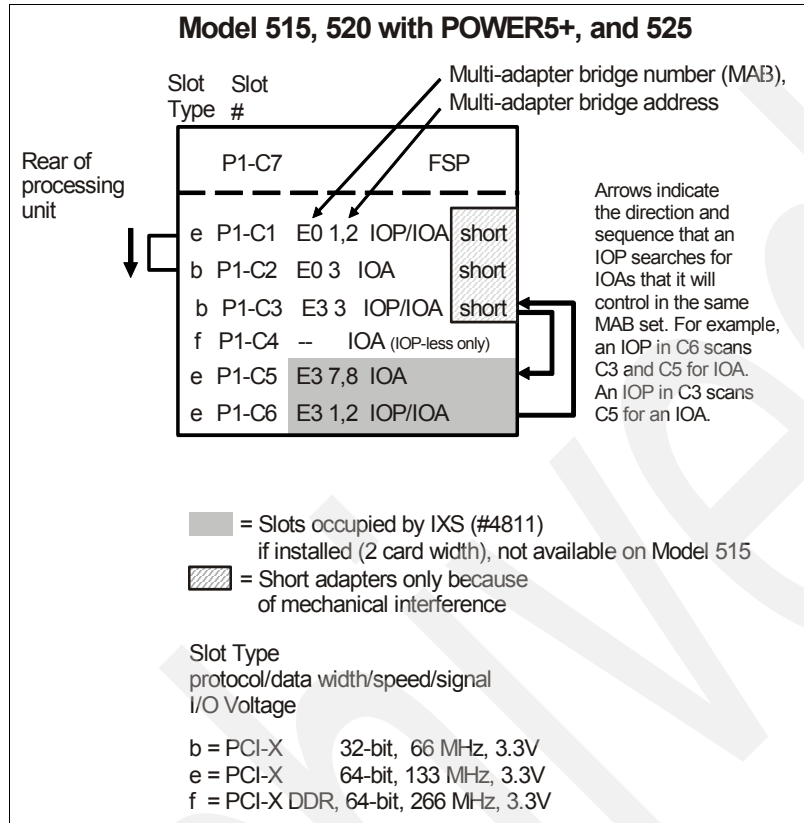 Model 515, 520 with POWER5+, and 525
Slot Slot
Type #
Multi-adapter bridge number (MAB),
Multi-adapter bridge address
Rear of
processing
unit
P1-C7 FSP
e P1-C1 E0 1,2 IOP/IOA short
b P1-C2 E0 3 IOA short
b P1-C3 E3 3 IOP/IOA short
f P1-C4 -- IOA (IOP-less only)
e P1-C5 E3 7,8 IOA
e P1-C6 E3 1,2 IOP/IOA
Arrows indicate
the direction and
sequence that an
IOP searches for
IOAs that it will
control in the same
MAB set. For example,
an IOP in C6 scans
C3 and C5 for IOA.
An IOP in C3 scans
C5 for an IOA.
= Slots occupied by IXS (#4811)
if installed (2 card width), not available on Model 515
= Short adapters only because
of mechanical interference
Slot Type
protocol/data width/speed/signal
I/O Voltage
b = PCI-X 32-bit, 66 MHz, 3.3V
e = PCI-X 64-bit, 133 MHz, 3.3V
f = PCI-X DDR, 64-bit, 266 MHz, 3.3V